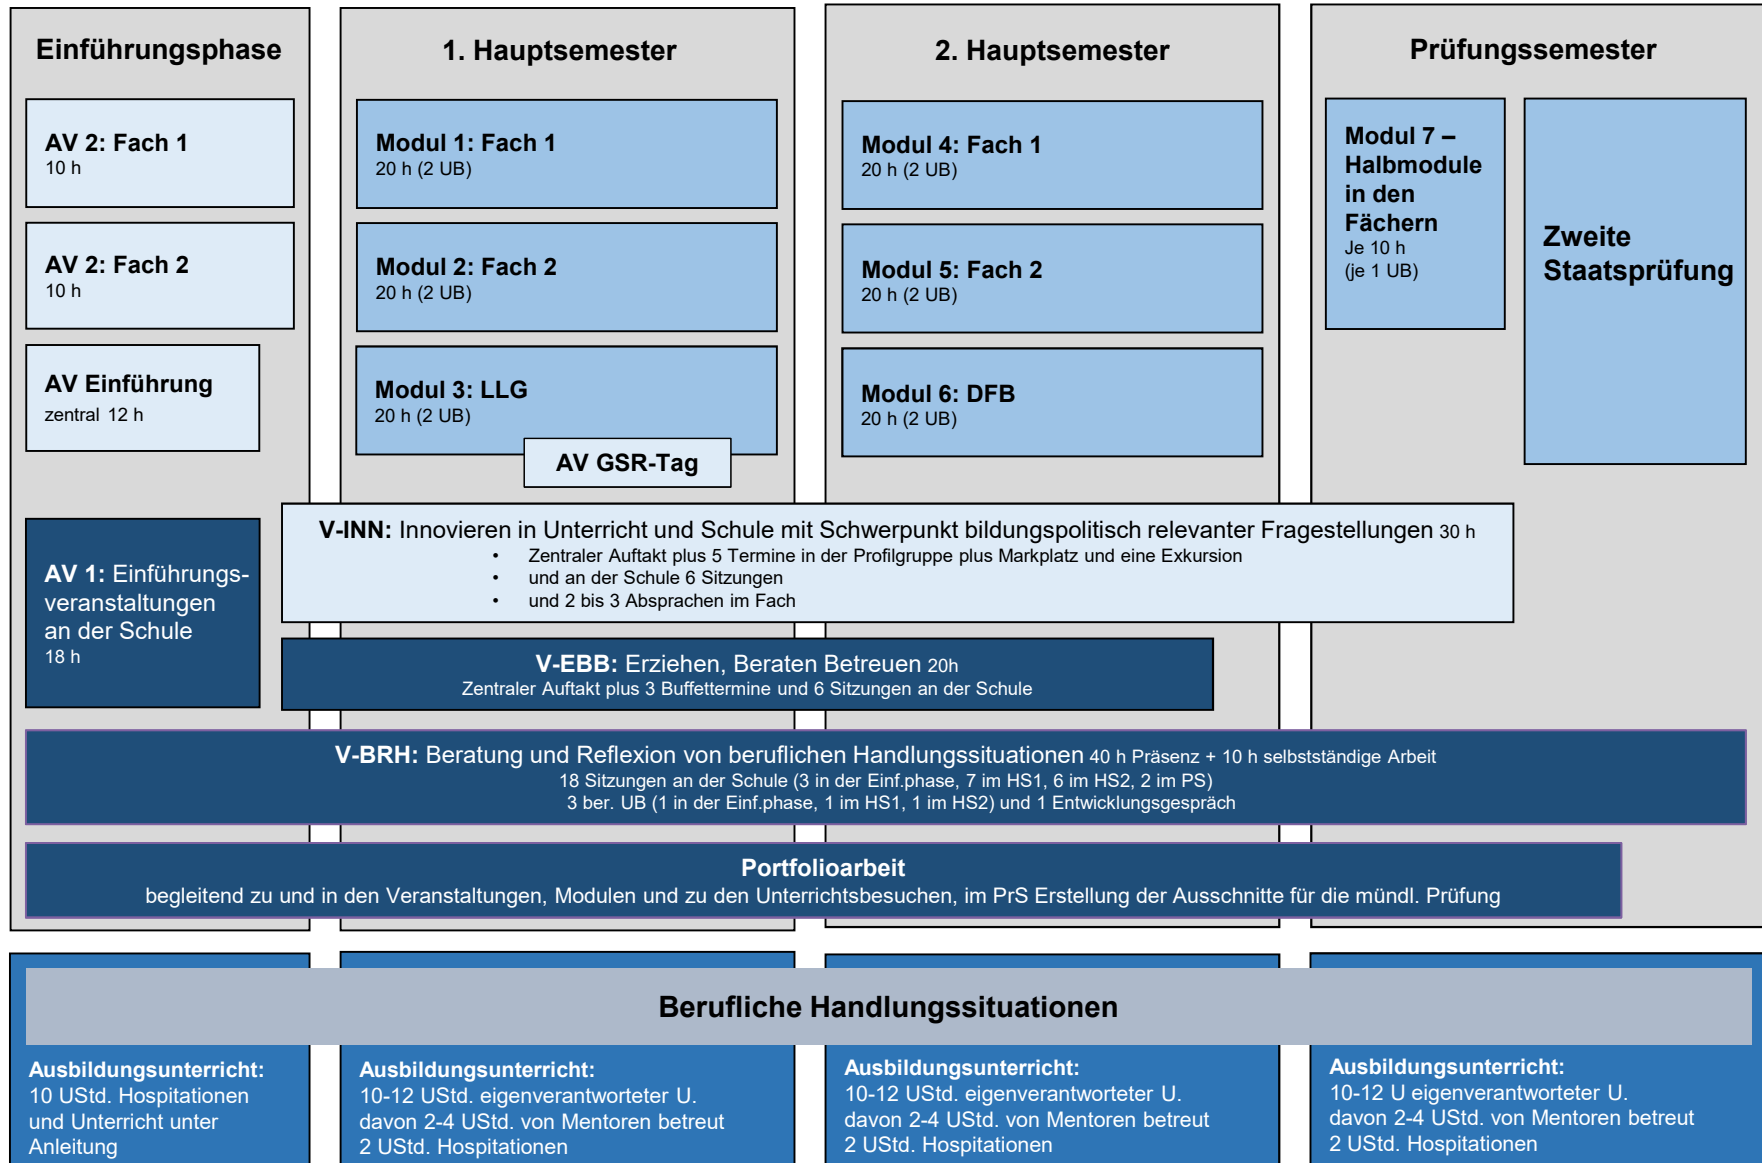 Einführungsphase
AV 2: Fach 1
10 h
AV 2: Fach 2
10 h
AV Einführung
zentral 12 h
AV 1: Einführungs-
veranstaltungen
an der Schule
18 h
1. Hauptsemester
Modul 1: Fach 1
20 h (2 UB)
Modul 2: Fach 2
20 h (2 UB)
Modul 3: LLG
20 h (2 UB)
AV GSR-Tag
2. Hauptsemester
Modul 4: Fach 1
20 h (2 UB)
Modul 5: Fach 2
20 h (2 UB)
Modul 6: DFB
20 h (2 UB)
Prüfungssemester
Modul 7 –
Halbmodule
in den
Fächern
Je 10 h
(je 1 UB)
Zweite
Staatsprüfung
V-INN: Innovieren in Unterricht und Schule mit Schwerpunkt bildungspolitisch relevanter Fragestellungen 30 h
• Zentraler Auftakt plus 5 Termine in der Profilgruppe plus Markplatz und eine Exkursion
• und an der Schule 6 Sitzungen
• und 2 bis 3 Absprachen im Fach
V-EBB: Erziehen, Beraten Betreuen 20h
Zentraler Auftakt plus 3 Buffettermine und 6 Sitzungen an der Schule
V-BRH: Beratung und Reflexion von beruflichen Handlungssituationen 40 h Präsenz + 10 h selbstständige Arbeit
18 Sitzungen an der Schule (3 in der Einf.phase, 7 im HS1, 6 im HS2, 2 im PS)
3 ber. UB (1 in der Einf.phase, 1 im HS1, 1 im HS2) und 1 Entwicklungsgespräch
Portfolioarbeit
begleitend zu und in den Veranstaltungen, Modulen und zu den Unterrichtsbesuchen, im PrS Erstellung der Ausschnitte für die mündl. Prüfung
Berufliche Handlungssituationen
Ausbildungsunterricht:
10 UStd. Hospitationen
und Unterricht unter
Anleitung
Ausbildungsunterricht:
10-12 UStd. eigenverantworteter U.
davon 2-4 UStd. von Mentoren betreut
2 UStd. Hospitationen
Ausbildungsunterricht:
10-12 UStd. eigenverantworteter U.
davon 2-4 UStd. von Mentoren betreut
2 UStd. Hospitationen
Ausbildungsunterricht:
10-12 U eigenverantworteter U.
davon 2-4 UStd. von Mentoren betreut
2 UStd. Hospitationen